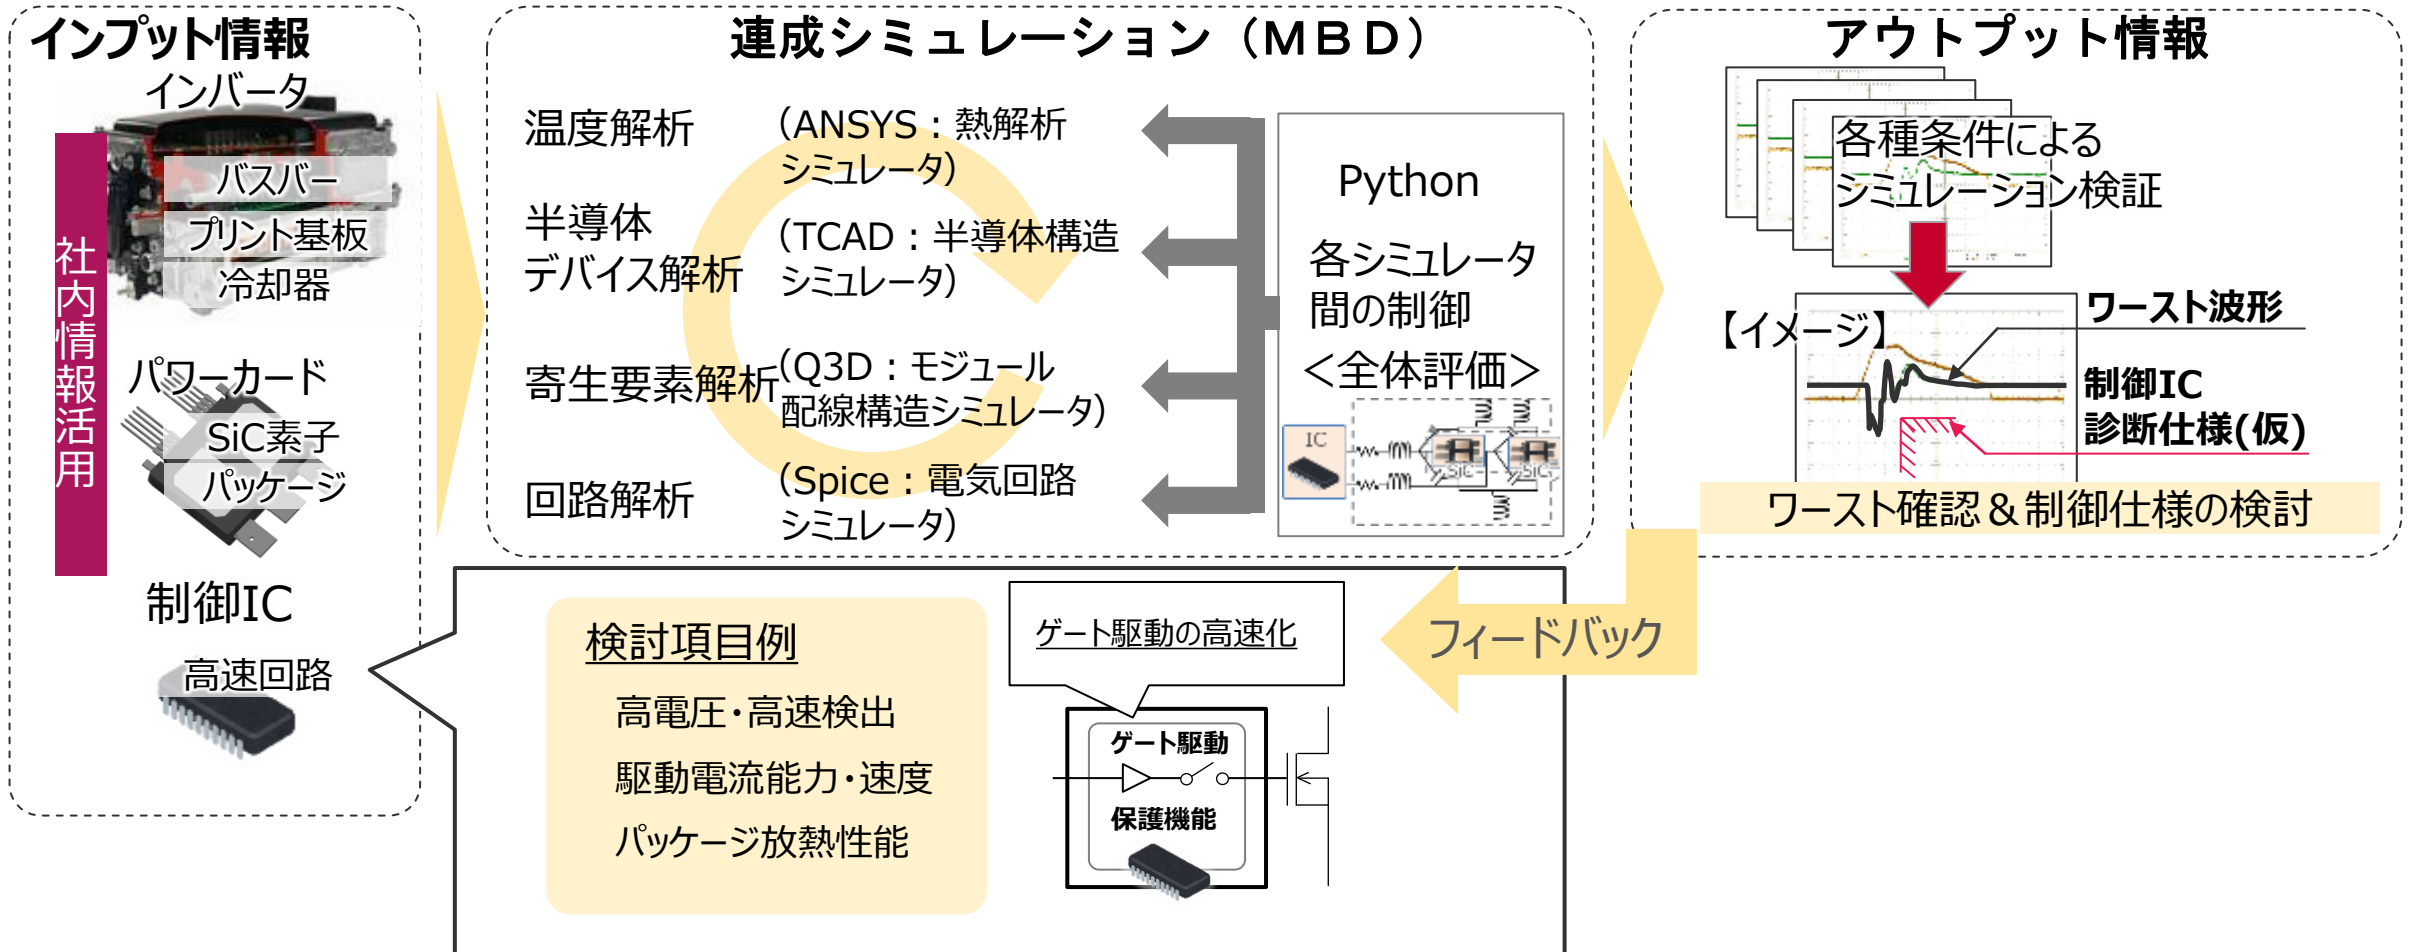 インプット情報
インバータ
バスバー
プリント基板
冷却器
社内情報活用
パワーカード
SiC素子
パッケージ
制御IC
高速回路
連成シミュレーション（ＭＢＤ）
温度解析
（ANSYS：熱解析
シミュレータ）
半導体
デバイス解析
（TCAD：半導体構造
シミュレータ）
寄生要素解析
（Q3D：モジュール
配線構造シミュレータ）
回路解析
（Spice：電気回路
シミュレータ）
Python
各シミュレータ
間の制御
＜全体評価＞
IC
SiC
SiC
アウトプット情報
各種条件による
シミュレーション検証
【イメージ】
ワースト波形
制御IC
診断仕様(仮)
ワースト確認＆制御仕様の検討
フィードバック
検討項目例
高電圧・高速検出
駆動電流能力・速度
パッケージ放熱性能
ゲート駆動の高速化
ゲート駆動
保護機能